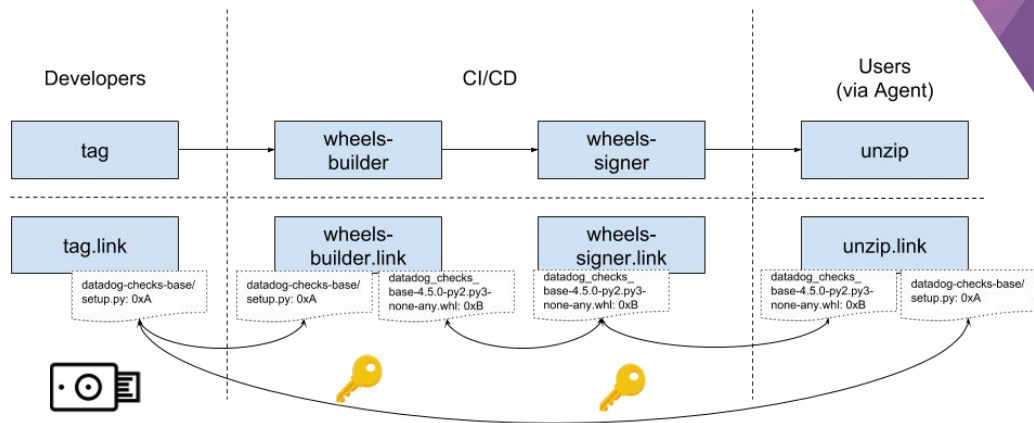 Developers
CI/CD
Users
(via Agent)
tag
wheels-
builder
wheels-
signer
unzip
tag.link
wheels-
builder.link
wheels-
signer.link
unzip.link
datadog-checks-base/
setup.py: 0xA
datadog-checks-base/
setup.py: 0xA
datadog_checks_
base-4.5.0-py2.py3-
none-any.whl: 0xB
datadog_checks_
base-4.5.0-py2.py3-
none-any.whl: 0xB
datadog_checks_
base-4.5.0-py2.py3-
none-any.whl: 0xB
datadog-checks-base/
setup.py: 0xA